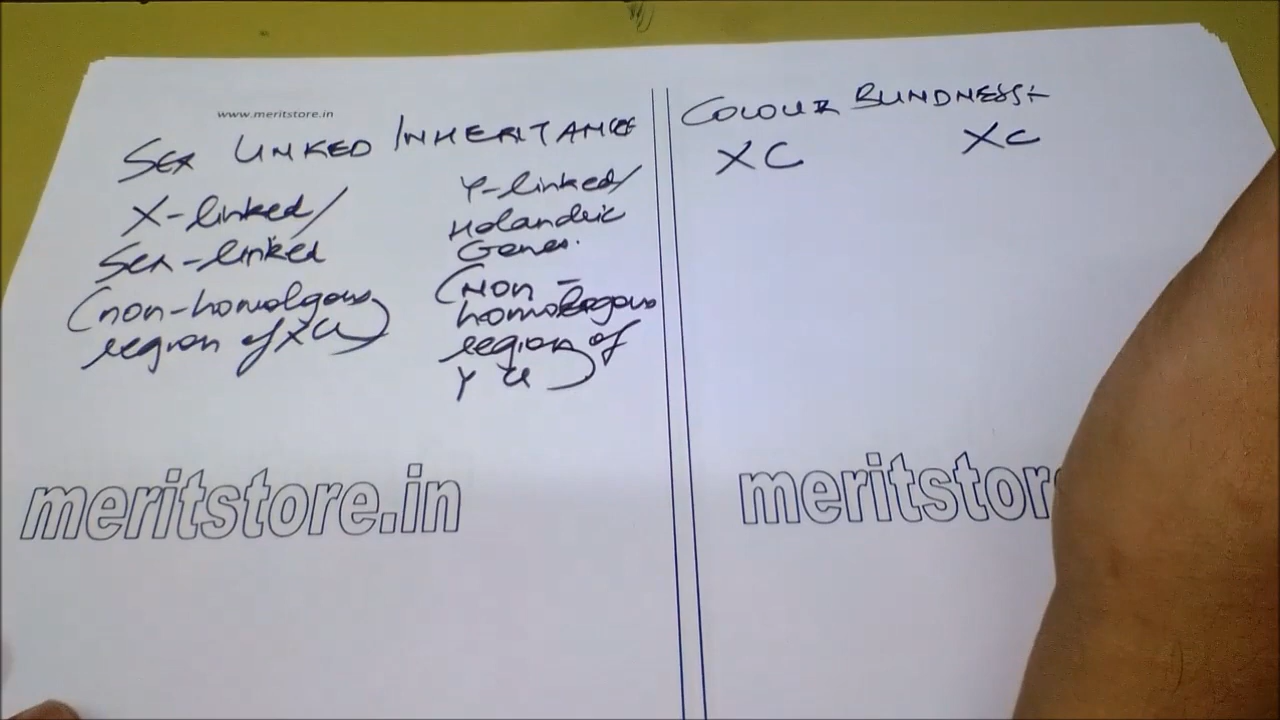 www.meritstore.in
SEX LINKED INHERITANCE
X-linked/
Sex-linked
(non-homolgous
region of X Ch)
Y-linked/
Holandric
Genes.
(Non-
homologous
region of
Y Ch)
COLOUR BLINDNESS
XC XC
meritstore.in
meritstor